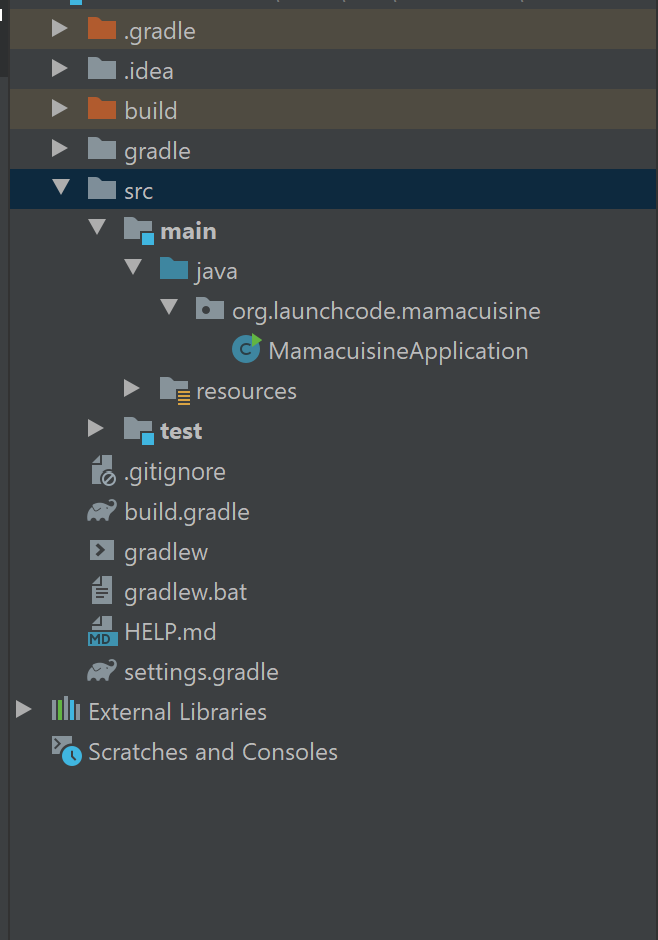 .gradle
.idea
build
gradle
src
main
java
org.launchcode.mamacuisine
C MamacuisineApplication
resources
test
.gitignore
build.gradle
gradlew
gradlew.bat
MD HELP.md
settings.gradle
External Libraries
Scratches and Consoles